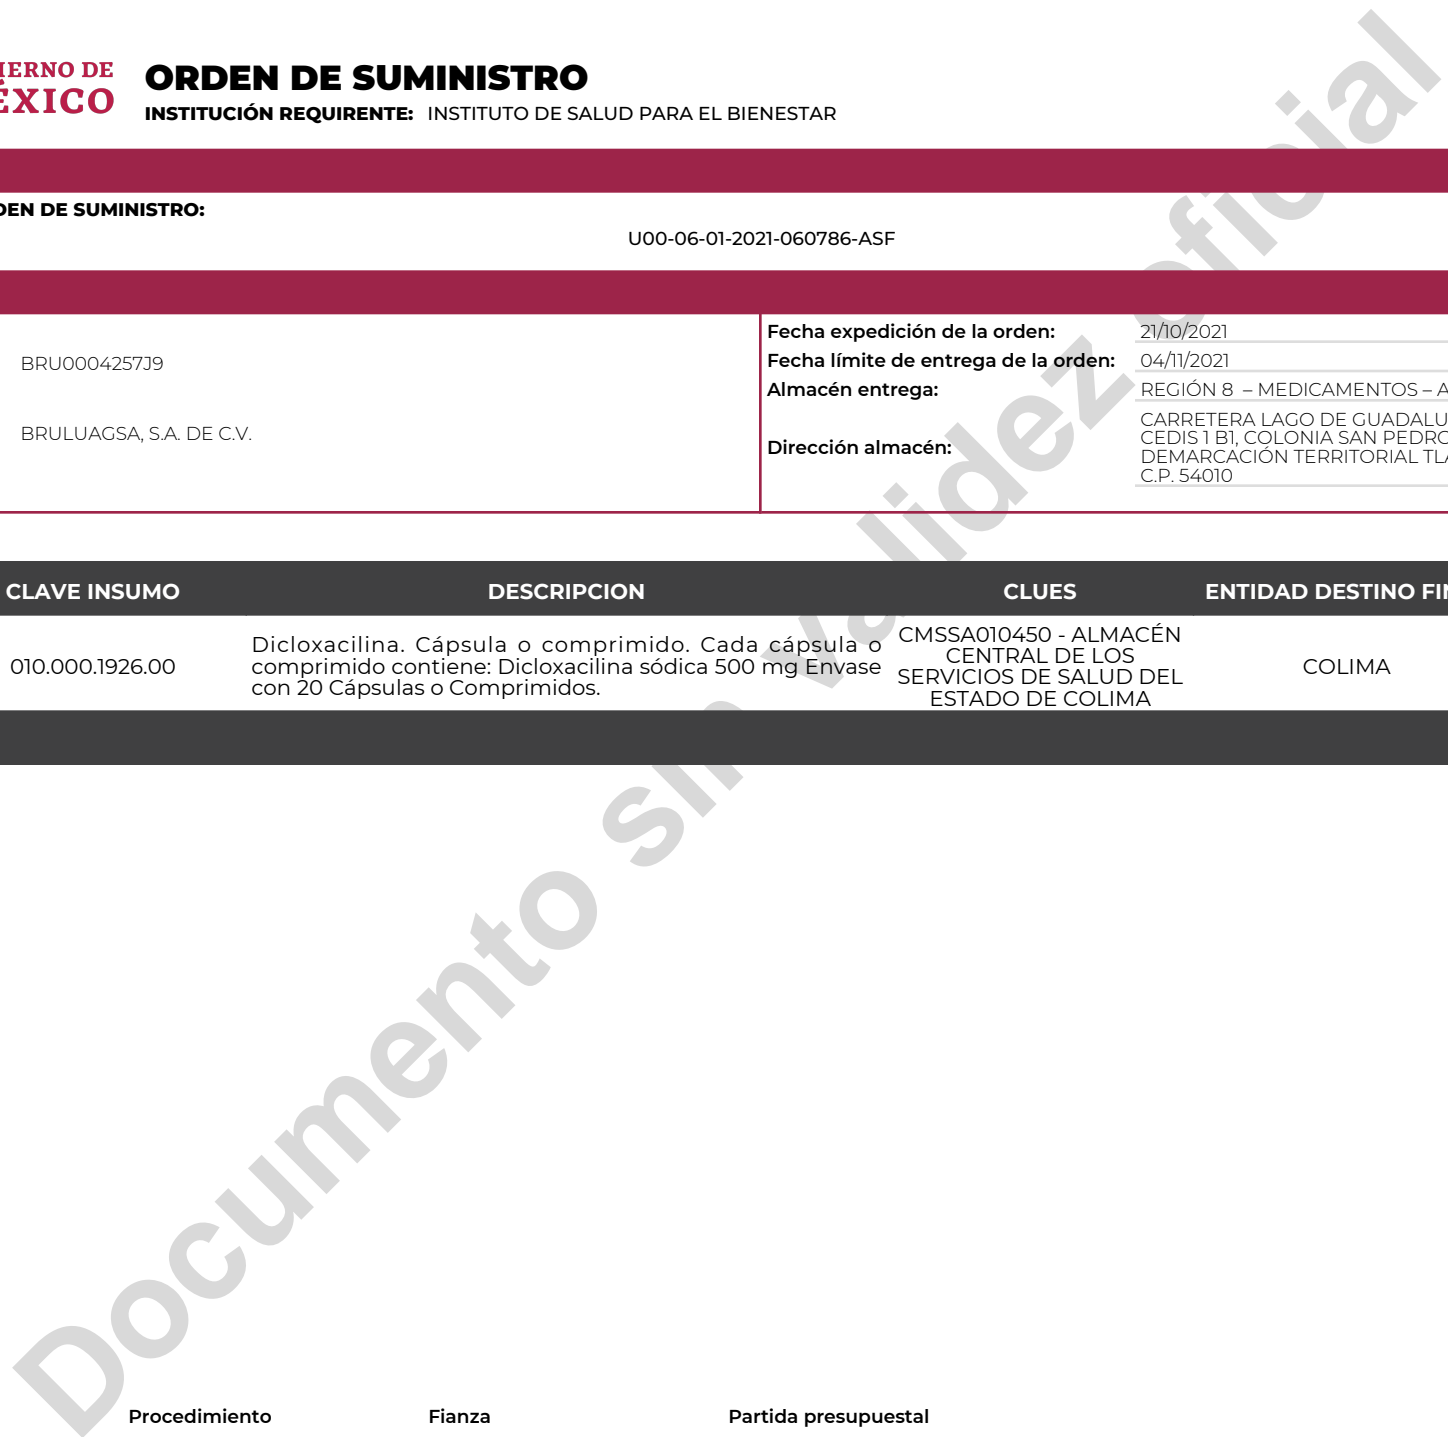 IERNO DE
ÉXICO
ORDEN DE SUMINISTRO
INSTITUCIÓN REQUIRENTE: INSTITUTO DE SALUD PARA EL BIENESTAR
DEN DE SUMINISTRO:
U00-06-01-2021-060786-ASF
BRU0004257J9
BRULUAGSA, S.A. DE C.V.
Fecha expedición de la orden: 21/10/2021
Fecha límite de entrega de la orden: 04/11/2021
Almacén entrega: REGIÓN 8 – MEDICAMENTOS – A
Dirección almacén:
CARRETERA LAGO DE GUADALU
CEDIS 1 B1, COLONIA SAN PEDRO
DEMARCACIÓN TERRITORIAL TLA
C.P. 54010
CLAVE INSUMO DESCRIPCION CLUES ENTIDAD DESTINO FIN
010.000.1926.00
Dicloxacilina. Cápsula o comprimido. Cada cápsula o
comprimido contiene: Dicloxacilina sódica 500 mg Envase
con 20 Cápsulas o Comprimidos.
CMSSA010450 - ALMACÉN
CENTRAL DE LOS
SERVICIOS DE SALUD DEL
ESTADO DE COLIMA
COLIMA
Documento sin validez oficial
Procedimiento Fianza Partida presupuestal